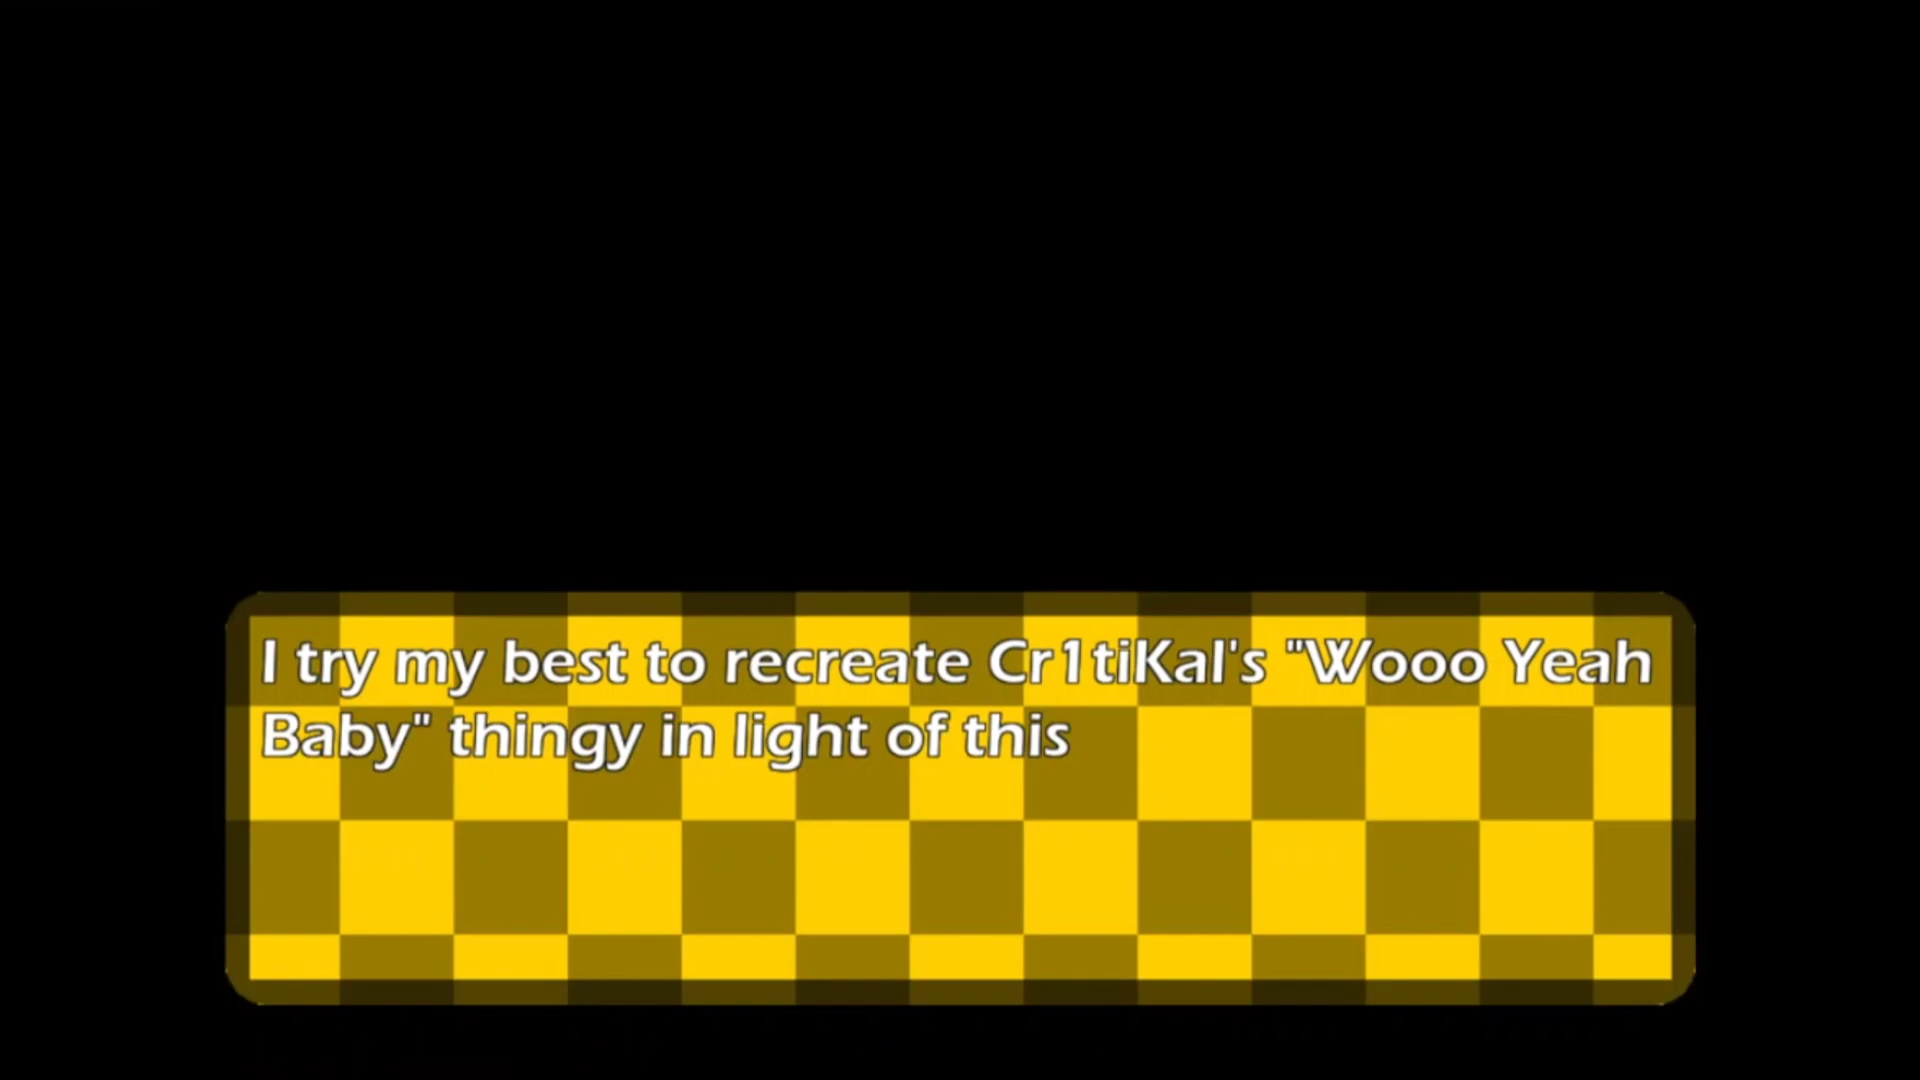 I try my best to recreate Cr1tiKal's "Wooo Yeah
Baby" thingy in light of this